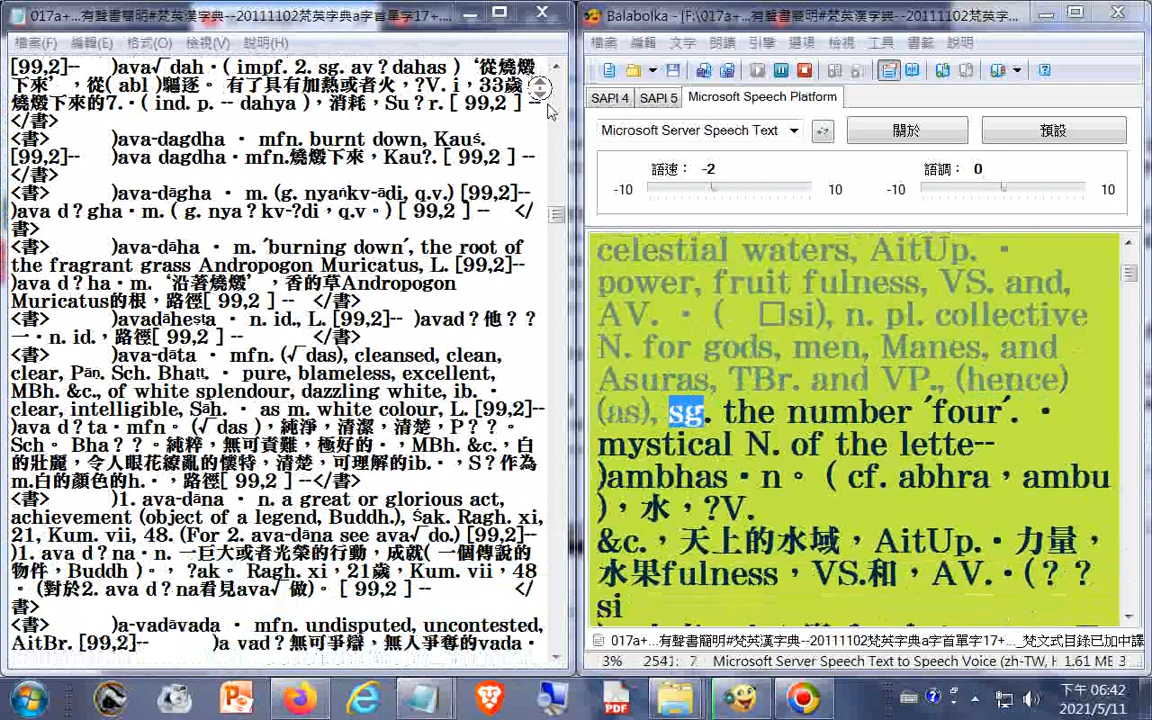 017a+...有聲書簡明#梵英漢字典--20111102梵英字典a字首單字17+...
檔案(F) 編輯(E) 格式(O) 檢視(V) 說明(H)
[99,2]-- )ava√dah‧( impf. 2. sg. av？dahas )‘從燒燬
下來’，從( abl )驅逐。 有了具有加熱或者火，?V. i，33歲
燒燬下來的7.‧( ind. p. -- dahya )，消耗，Su？r. [ 99,2 ] --
</書>
<書> )ava-dagdha ‧ mfn. burnt down, Kauś.
[99,2]-- )ava dagdha‧mfn.燒燬下來，Kau?. [ 99,2 ] --
</書>
<書> )ava-dāgha ‧ m. (g. nyaṅkv-ādi, q.v.) [99,2]--
)ava d？gha‧m. ( g. nya？kv-?di，q.v。) [ 99,2 ] -- </
書>
<書> )ava-dāha ‧ m. 'burning down', the root of
the fragrant grass Andropogon Muricatus, L. [99,2]--
)ava d？ha‧m.‘沿著燒燬’，香的草Andropogon
Muricatus的根，路徑[ 99,2 ] -- </書>
<書> )avadāheṣṭa ‧ n. id., L. [99,2]-- )avad？他？？
一‧n. id.，路徑[ 99,2 ] -- </書>
<書> )ava-dāta ‧ mfn. (√das), cleansed, clean,
clear, Pāṇ. Sch. Bhaṭṭ. ‧ pure, blameless, excellent,
MBh. &c., of white splendour, dazzling white, ib. ‧
clear, intelligible, Sāh. ‧ as m. white colour, L. [99,2]--
)ava d？ta‧mfn。(√das )，純淨，清潔，清楚，P？？.
Sch。 Bha？？。純粹，無可責難，極好的‧，MBh. &c.，白
的壯麗，令人眼花繚亂的懷特，清楚，可理解的ib.‧，S？作為
m.白的顏色的h.‧，路徑[ 99,2 ] -- </書>
<書> )1. ava-dāna ‧ n. a great or glorious act,
achievement (object of a legend, Buddh.), Śak. Ragh. xi,
21, Kum. vii, 48. (For 2. ava-dāna see ava√do.) [99,2]--
)1. ava d？na‧n. 一巨大或者光榮的行動，成就( 一個傳說的
物件，Buddh )。， ?ak。 Ragh. xi，21歲，Kum. vii，48
。(對於2. ava d？na看見ava√做)。 [ 99,2 ] -- </
書>
<書> )a-vadāvada ‧ mfn. undisputed, uncontested,
AitBr. [99,2]-- )a vad？無可爭辯，無人爭奪的vada‧
Balabolka - [F:\017a+...有聲書簡明#梵英漢字典--20111102梵英字...
檔案 編輯 文字 朗讀 引擎 選項 檢視 工具 書籤 說明
SAPI 4 SAPI 5 Microsoft Speech Platform
Microsoft Server Speech Text 關於 預設
語速： -2 語調： 0
-10 10 -10 10
celestial waters, AitUp. ‧
power, fruit fulness, VS. and,
AV. ‧ ( □si), n. pl. collective
N. for gods, men, Manes, and
Asuras, TBr. and VP., (hence)
(as), sg. the number 'four'. ‧
mystical N. of the lette--
)ambhas‧n。( cf. abhra，ambu
)，水，?V.
&c.，天上的水域，AitUp.‧力量，
水果fulness，VS.和，AV.‧(？？
si
017a+...有聲書簡明#梵英漢字典--20111102梵英字典a字首單字17+..._梵文式目錄已加中譯
3% 2541: 7 Microsoft Server Speech Text to Speech Voice (zh-TW, H 1.61 MB 3
下午 06:42
2021/5/11